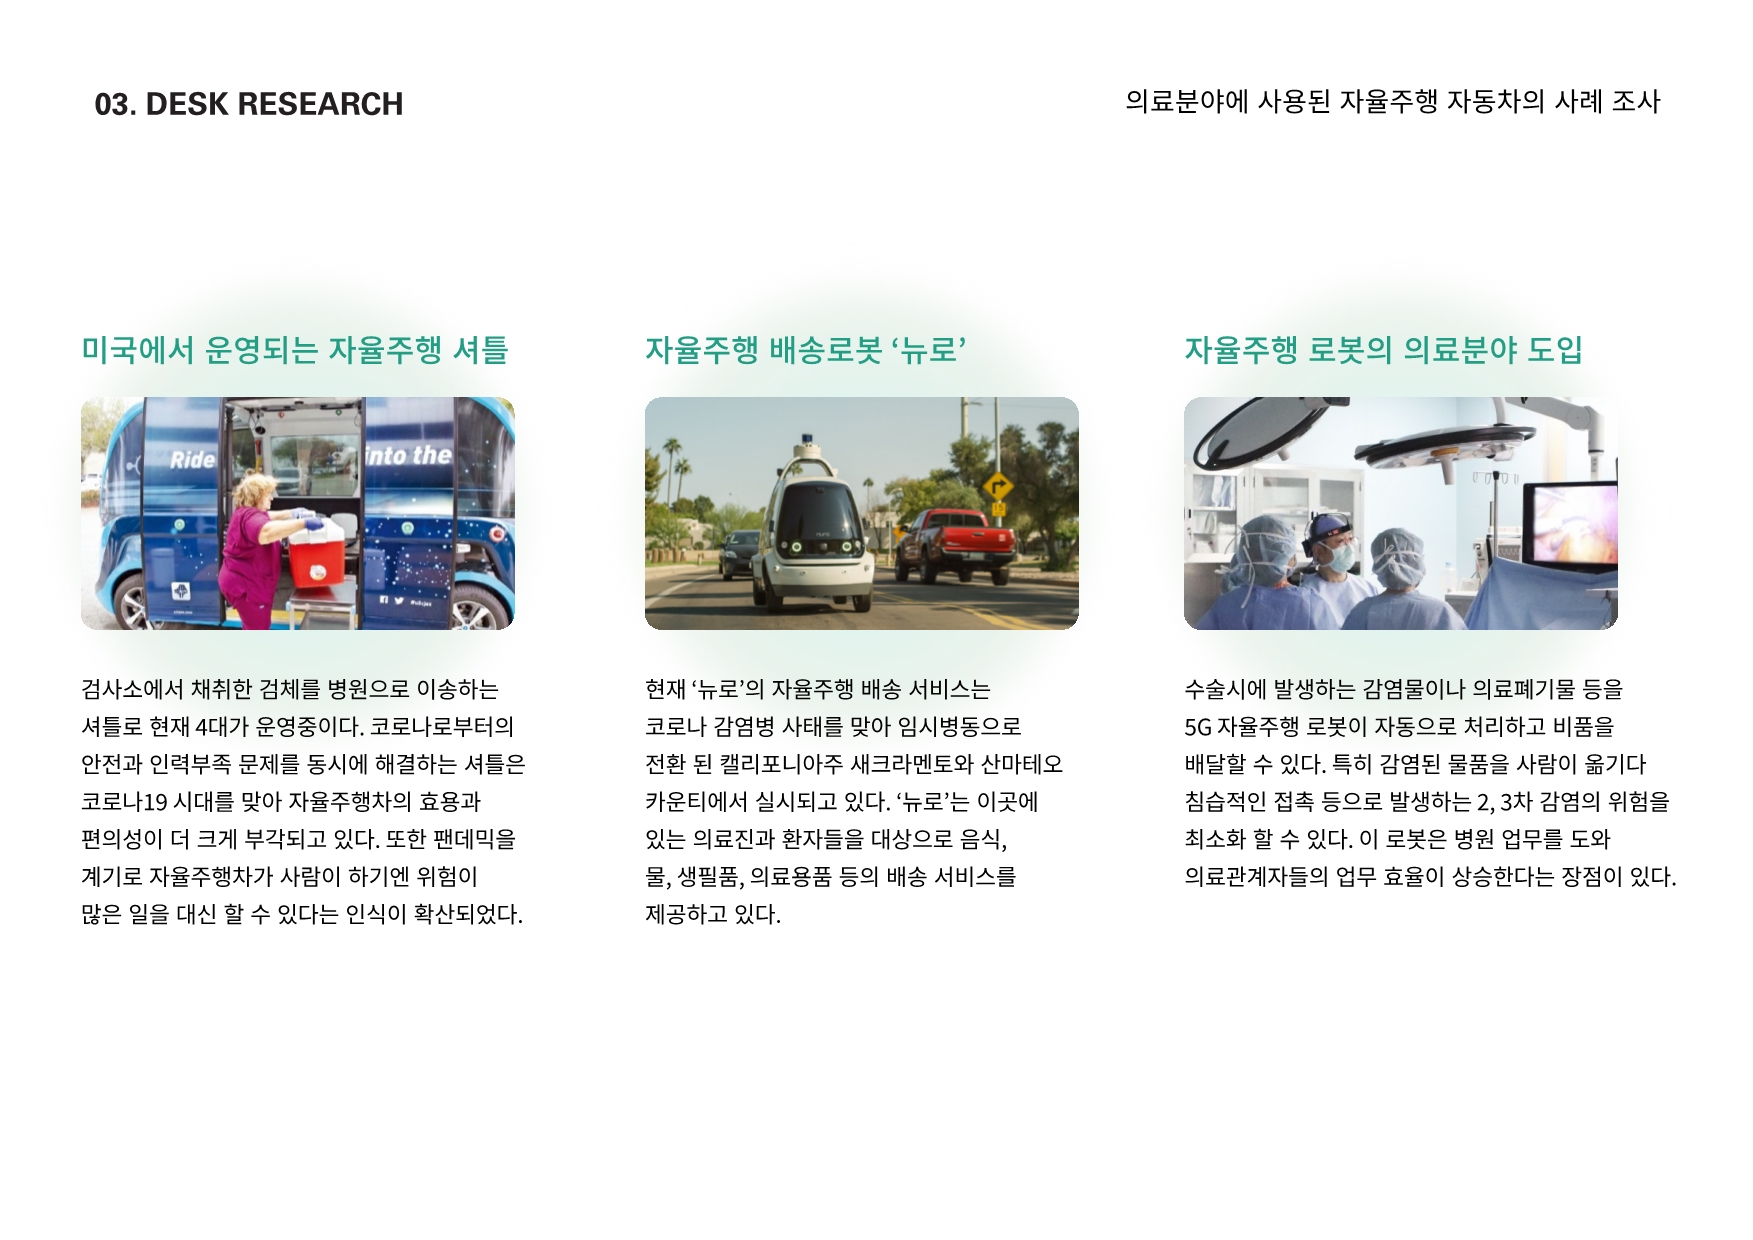 03. DESK RESEARCH
의료분야에 사용된 자율주행 자동차의 사례 조사
미국에서 운영되는 자율주행 셔틀
Ride
into the
검사소에서 채취한 검체를 병원으로 이송하는
셔틀로 현재 4대가 운영중이다. 코로나로부터의
안전과 인력부족 문제를 동시에 해결하는 셔틀은
코로나19 시대를 맞아 자율주행차의 효용과
편의성이 더 크게 부각되고 있다. 또한 팬데믹을
계기로 자율주행차가 사람이 하기엔 위험이
많은 일을 대신 할 수 있다는 인식이 확산되었다.
자율주행 배송로봇 ‘뉴로’
nuro
현재 ‘뉴로’의 자율주행 배송 서비스는
코로나 감염병 사태를 맞아 임시병동으로
전환 된 캘리포니아주 새크라멘토와 산마테오
카운티에서 실시되고 있다. ‘뉴로’는 이곳에
있는 의료진과 환자들을 대상으로 음식,
물, 생필품, 의료용품 등의 배송 서비스를
제공하고 있다.
자율주행 로봇의 의료분야 도입
수술시에 발생하는 감염물이나 의료폐기물 등을
5G 자율주행 로봇이 자동으로 처리하고 비품을
배달할 수 있다. 특히 감염된 물품을 사람이 옮기다
침습적인 접촉 등으로 발생하는 2, 3차 감염의 위험을
최소화 할 수 있다. 이 로봇은 병원 업무를 도와
의료관계자들의 업무 효율이 상승한다는 장점이 있다.